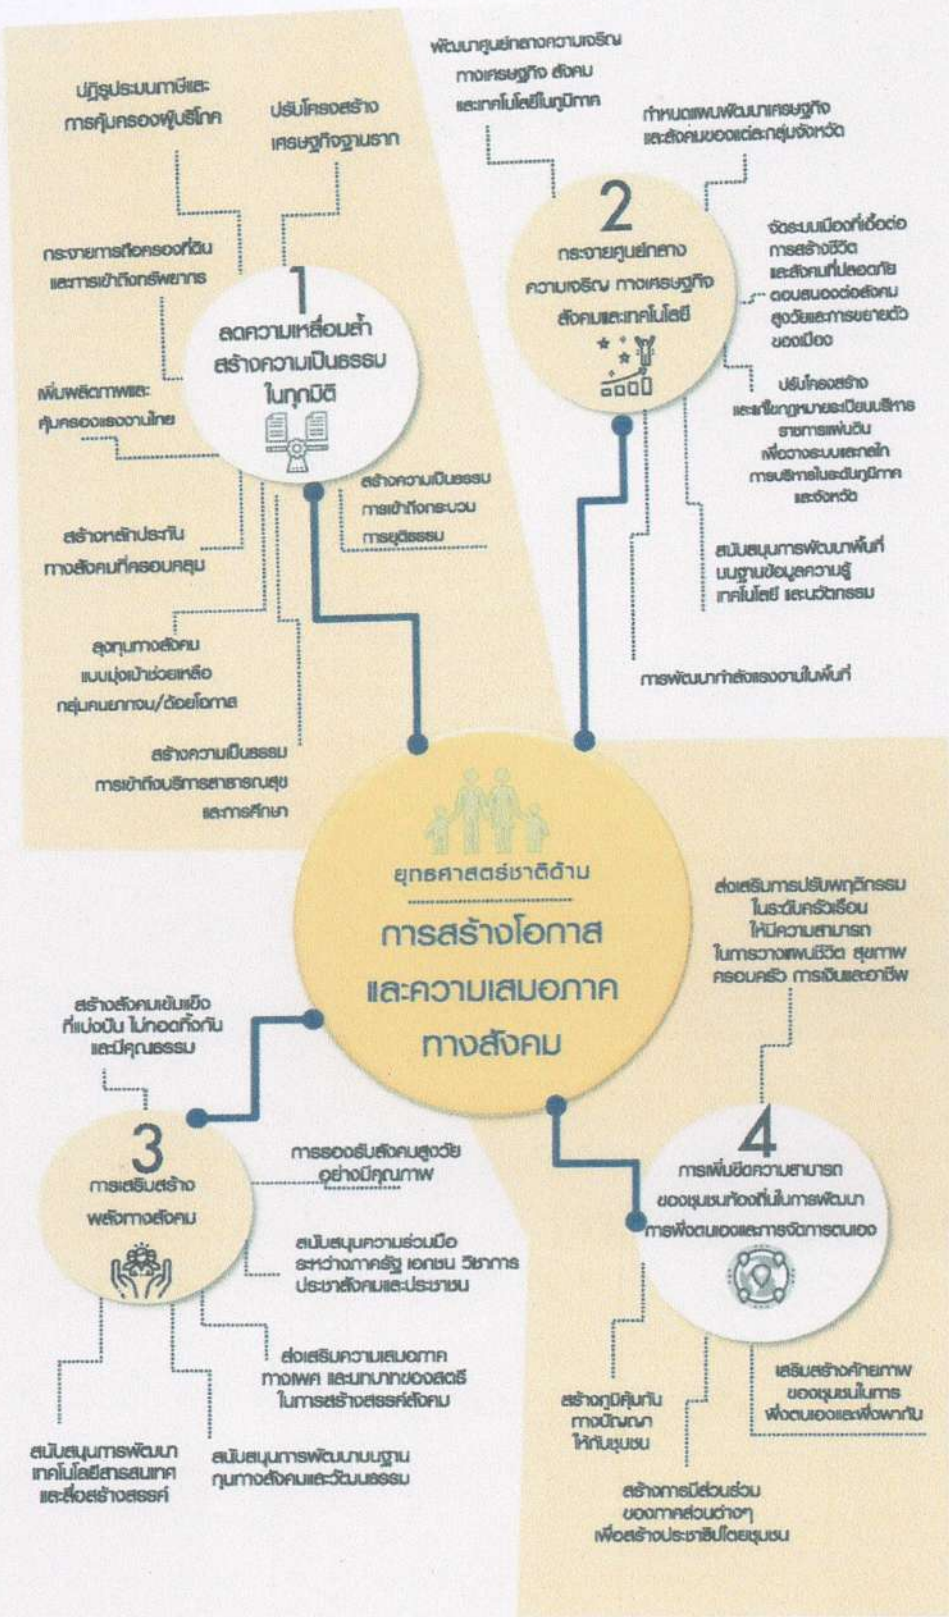 ปฏิรูประบบภาษีและ
การคุ้มครองผู้บริโภค
ปรับโครงสร้าง
เศรษฐกิจฐานราก
กระจายการถือครองที่ดิน
และการเข้าถึงทรัพยากร
1
ลดความเหลื่อมล้ำ
สร้างความเป็นธรรม
ในทุกมิติ
เพิ่มผลิตภาพและ
คุ้มครองแรงงานไทย
สร้างความเป็นธรรม
การเข้าถึงกระบวน
การยุติธรรม
สร้างหลักประกัน
ทางสังคมที่ครอบคลุม
ลงทุนทางสังคม
แบบมุ่งเป้าช่วยเหลือ
กลุ่มคนยากจน/ด้อยโอกาส
สร้างความเป็นธรรม
การเข้าถึงบริการสาธารณสุข
และการศึกษา
พัฒนาศูนย์กลางความเจริญ
ทางเศรษฐกิจ สังคม
และเทคโนโลยีในภูมิภาค
กำหนดแผนพัฒนาเศรษฐกิจ
และสังคมของแต่ละกลุ่มจังหวัด
2
กระจายศูนย์กลาง
ความเจริญ ทางเศรษฐกิจ
สังคมและเทคโนโลยี
จัดระบบเมืองที่เอื้อต่อ
การสร้างชีวิต
และสังคมที่ปลอดภัย
ตอบสนองต่อสังคม
สูงวัยและการขยายตัว
ของเมือง
ปรับโครงสร้าง
และแก้ไขกฎหมายระเบียบบริหาร
ราชการแผ่นดิน
เพื่อวางระบบและกลไก
การบริหารในระดับภูมิภาค
และจังหวัด
สนับสนุนการพัฒนาพื้นที่
บนฐานข้อมูลความรู้
เทคโนโลยี และนวัตกรรม
การพัฒนากำลังแรงงานในพื้นที่
ยุทธศาสตร์ชาติด้าน
การสร้างโอกาส
และความเสมอภาค
ทางสังคม
สร้างสังคมเข้มแข็ง
ที่แบ่งปัน ไม่ทอดทิ้งกัน
และมีคุณธรรม
3
การเสริมสร้าง
พลังทางสังคม
การรองรับสังคมสูงวัย
อย่างมีคุณภาพ
สนับสนุนความร่วมมือ
ระหว่างภาครัฐ เอกชน วิชาการ
ประชาสังคมและประชาชน
ส่งเสริมความเสมอภาค
ทางเพศ และบทบาทของสตรี
ในการสร้างสรรค์สังคม
สนับสนุนการพัฒนา
เทคโนโลยีสารสนเทศ
และสื่อสร้างสรรค์
สนับสนุนการพัฒนาบนฐาน
ทุนทางสังคมและวัฒนธรรม
ส่งเสริมการปรับพฤติกรรม
ในระดับครัวเรือน
ให้มีความสามารถ
ในการวางแผนชีวิต สุขภาพ
ครอบครัว การเงินและอาชีพ
4
การเพิ่มขีดความสามารถ
ของชุมชนท้องถิ่นในการพัฒนา
การพึ่งตนเองและการจัดการตนเอง
สร้างภูมิคุ้มกัน
ทางปัญญา
ให้กับชุมชน
เสริมสร้างศักยภาพ
ของชุมชนในการ
พึ่งตนเองและพึ่งพากัน
สร้างการมีส่วนร่วม
ของภาคส่วนต่างๆ
เพื่อสร้างประชาธิปไตยชุมชน